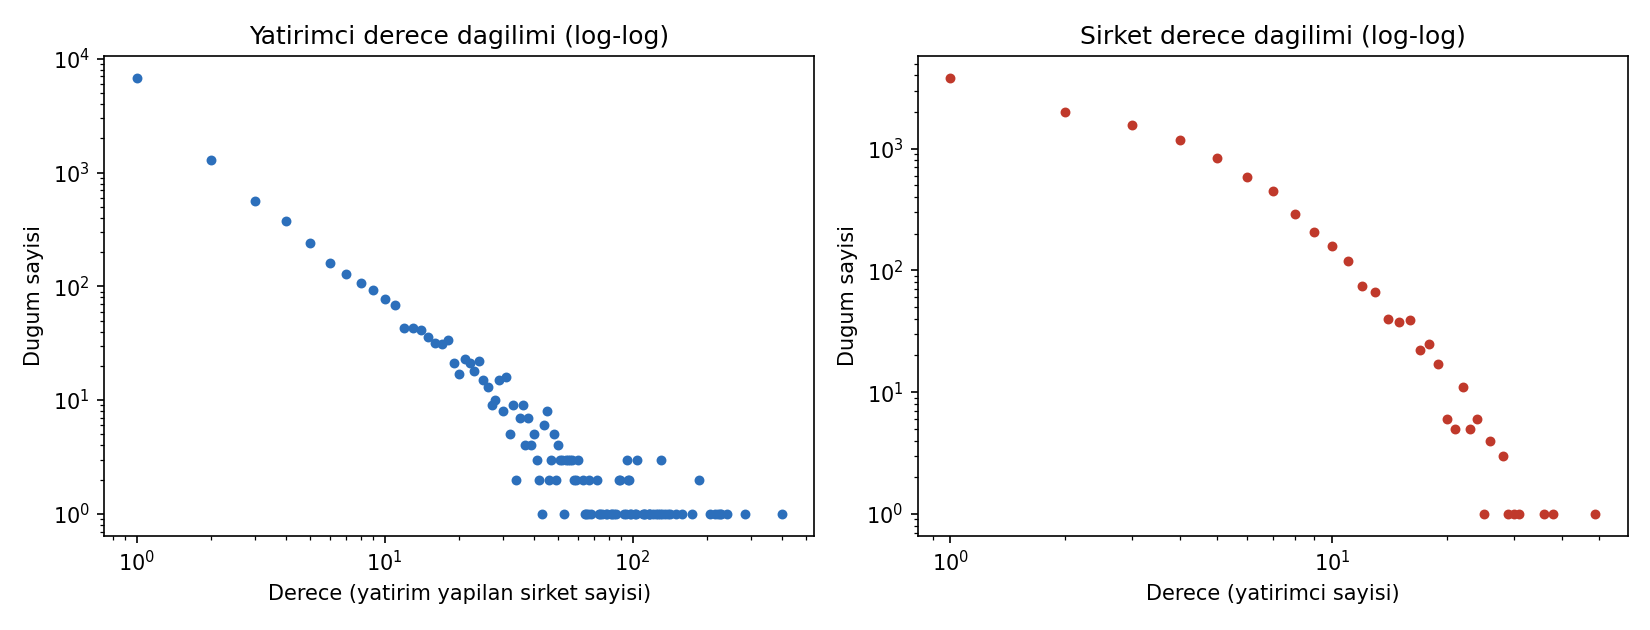 Yatirimci derece dagilimi (log-log)
10^4
10^3
10^2
10^1
10^0
Dugum sayisi
10^0 10^1 10^2
Derece (yatirim yapilan sirket sayisi)
Sirket derece dagilimi (log-log)
10^3
10^2
10^1
10^0
Dugum sayisi
10^0 10^1
Derece (yatirimci sayisi)